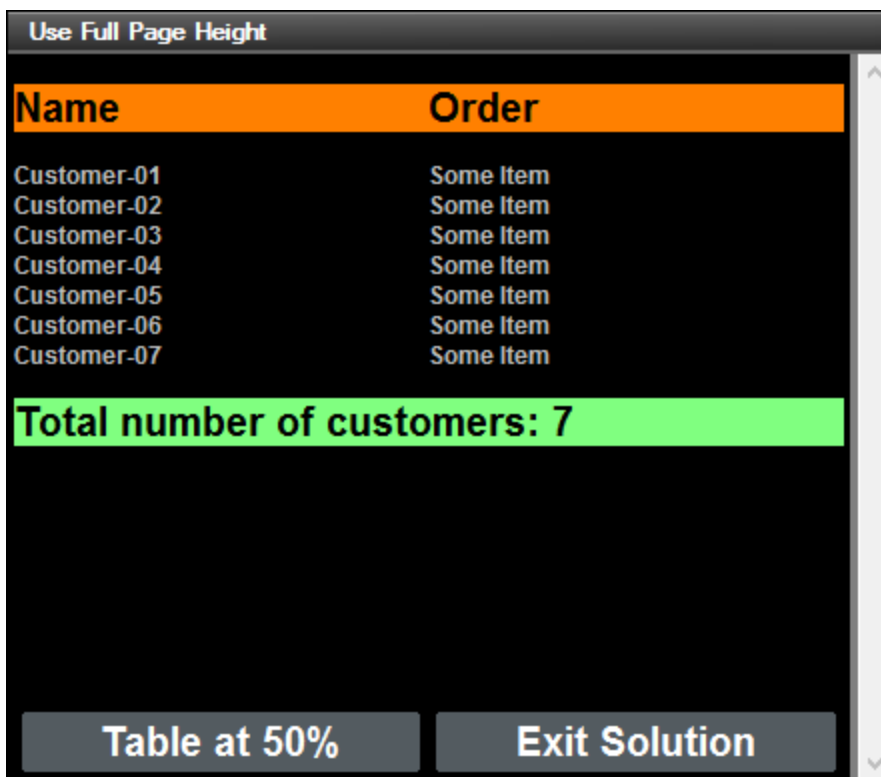 Use Full Page Height
Name Order
Customer-01 Some Item
Customer-02 Some Item
Customer-03 Some Item
Customer-04 Some Item
Customer-05 Some Item
Customer-06 Some Item
Customer-07 Some Item
Total number of customers: 7
Table at 50% Exit Solution